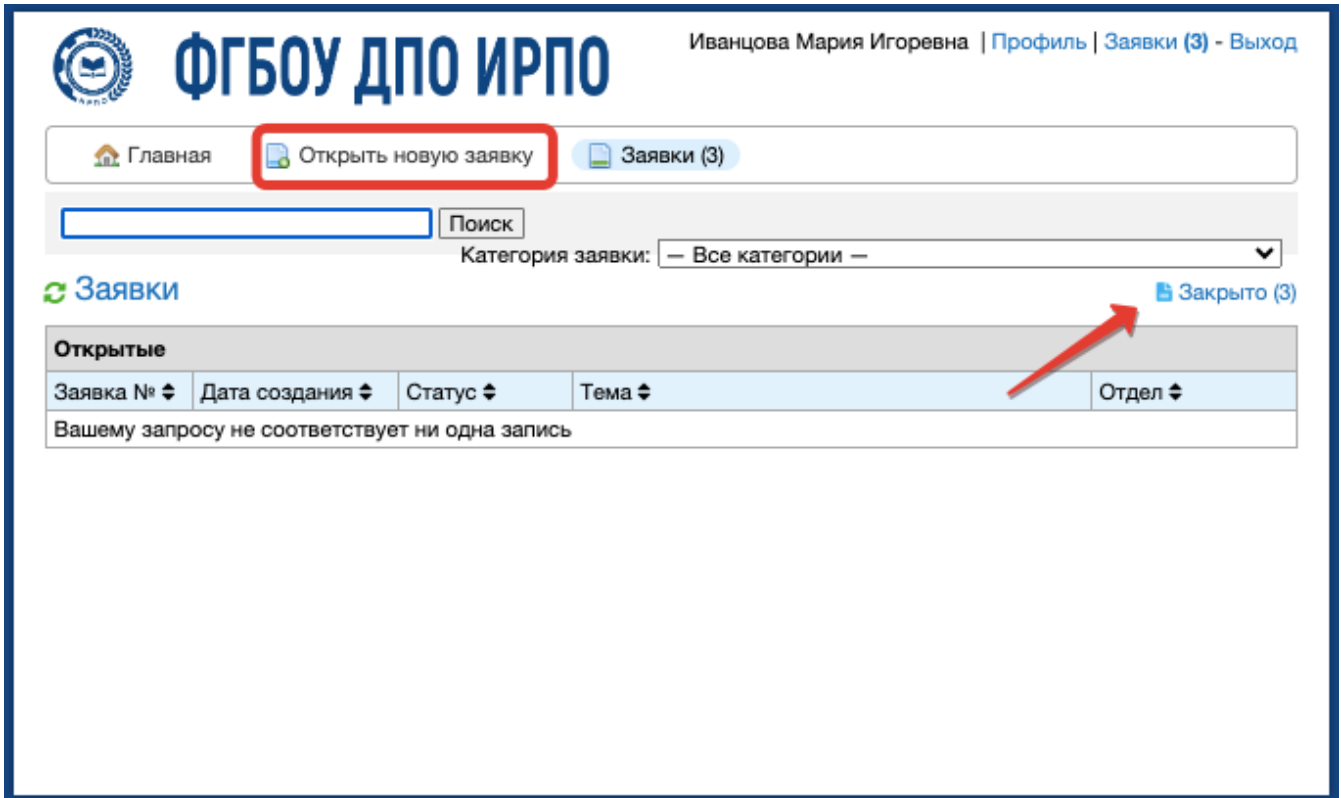 ФГБОУ ДПО ИРПО
Иванцова Мария Игоревна | Профиль | Заявки (3) - Выход
Главная Открыть новую заявку Заявки (3)
Поиск
Категория заявки: — Все категории —
Заявки
Закрыто (3)
Открытые
Заявка № Дата создания Статус Тема Отдел
Вашему запросу не соответствует ни одна запись